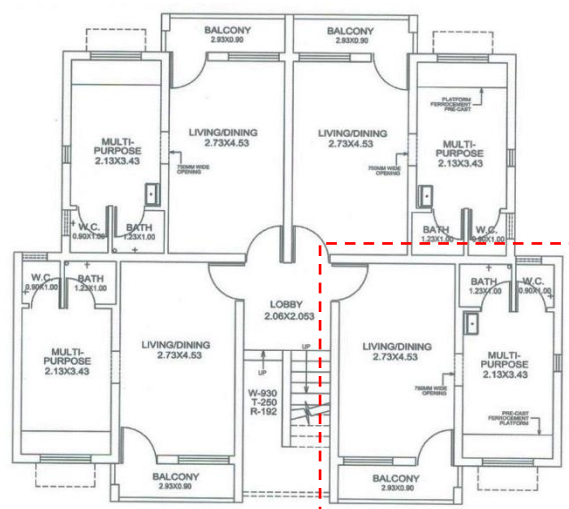 BALCONY
2.93X0.90
BALCONY
2.93X0.90
PLATFORM
FERROCEMENT
PRE-CAST
LIVING/DINING
2.73X4.53
LIVING/DINING
2.73X4.53
MULTI-
PURPOSE
2.13X3.43
MULTI-
PURPOSE
2.13X3.43
750MM WIDE
OPENING
750MM WIDE
OPENING
W.C.
0.90X1.00
BATH
1.23X1.00
BATH
1.23X1.00
W.C.
0.90X1.00
W.C.
0.90X1.00
BATH
1.23X1.00
BATH
1.23X1.00
W.C.
0.90X1.00
LOBBY
2.06X2.053
LIVING/DINING
2.73X4.53
LIVING/DINING
2.73X4.53
MULTI-
PURPOSE
2.13X3.43
MULTI-
PURPOSE
2.13X3.43
UP
UP
W-930
T-250
R-192
WIDE
OPENING
PRE-CAST
FERROCEMENT
PLATFORM
BALCONY
2.93X0.90
BALCONY
2.93X0.90